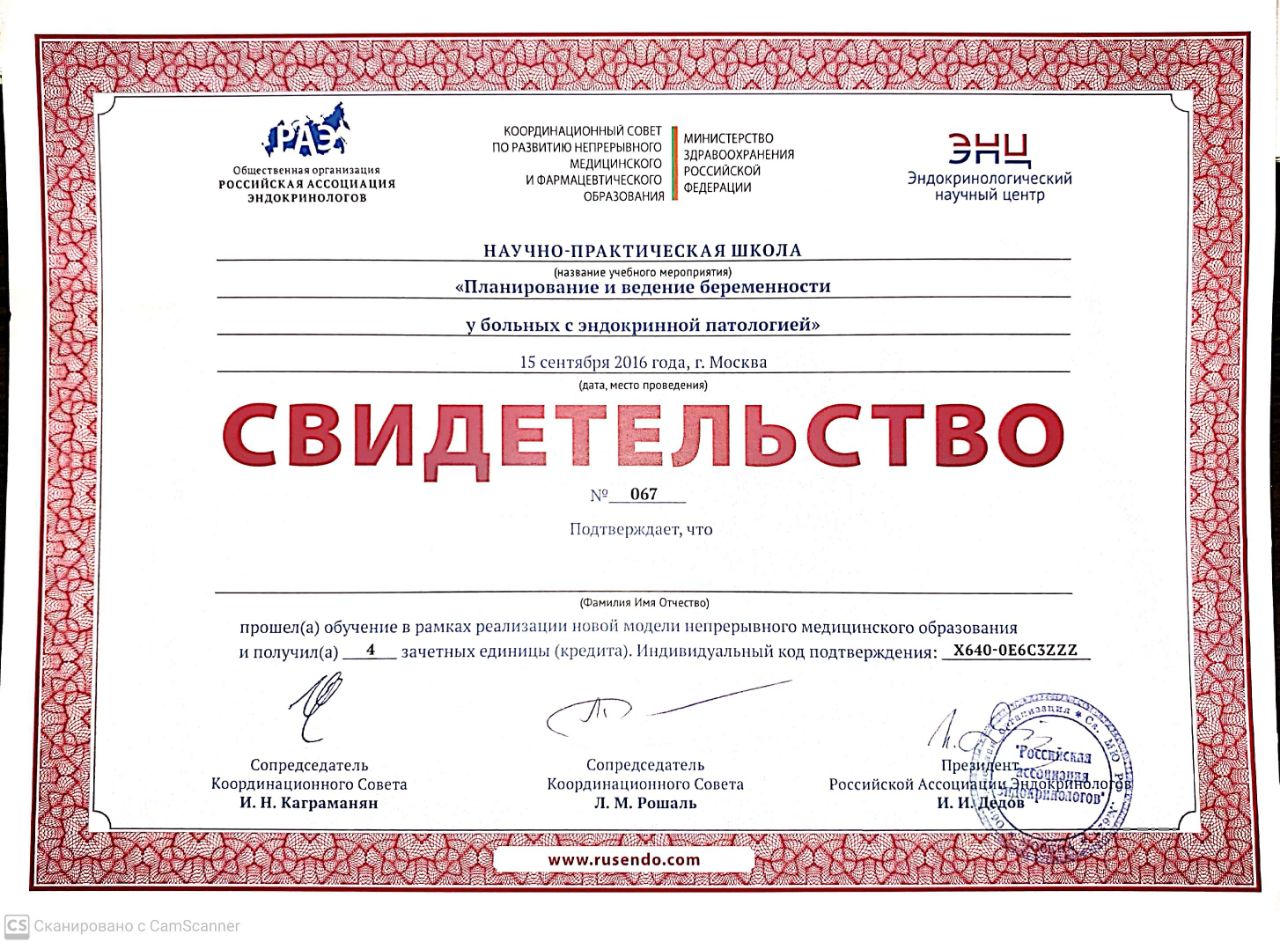 РАЭ
Общественная организация
РОССИЙСКАЯ АССОЦИАЦИЯ
ЭНДОКРИНОЛОГОВ
КООРДИНАЦИОННЫЙ СОВЕТ
ПО РАЗВИТИЮ НЕПРЕРЫВНОГО
МЕДИЦИНСКОГО
И ФАРМАЦЕВТИЧЕСКОГО
ОБРАЗОВАНИЯ
МИНИСТЕРСТВО
ЗДРАВООХРАНЕНИЯ
РОССИЙСКОЙ
ФЕДЕРАЦИИ
ЭНЦ
Эндокринологический
научный центр
НАУЧНО-ПРАКТИЧЕСКАЯ ШКОЛА
(название учебного мероприятия)
«Планирование и ведение беременности
у больных с эндокринной патологией»
15 сентября 2016 года, г. Москва
(дата, место проведения)
СВИДЕТЕЛЬСТВО
№ 067
Подтверждает, что
(Фамилия Имя Отчество)
прошел(а) обучение в рамках реализации новой модели непрерывного медицинского образования
и получил(а) 4 зачетных единицы (кредита). Индивидуальный код подтверждения: X640-0E6C3ZZZ
Сопредседатель
Координационного Совета
И. Н. Каграманян
Сопредседатель
Координационного Совета
Л. М. Рошаль
Президент
Российской Ассоциации Эндокринологов
И. И. Дедов
"Российская
ассоциация
эндокринологов"
www.rusendo.com
CS Сканировано с CamScanner